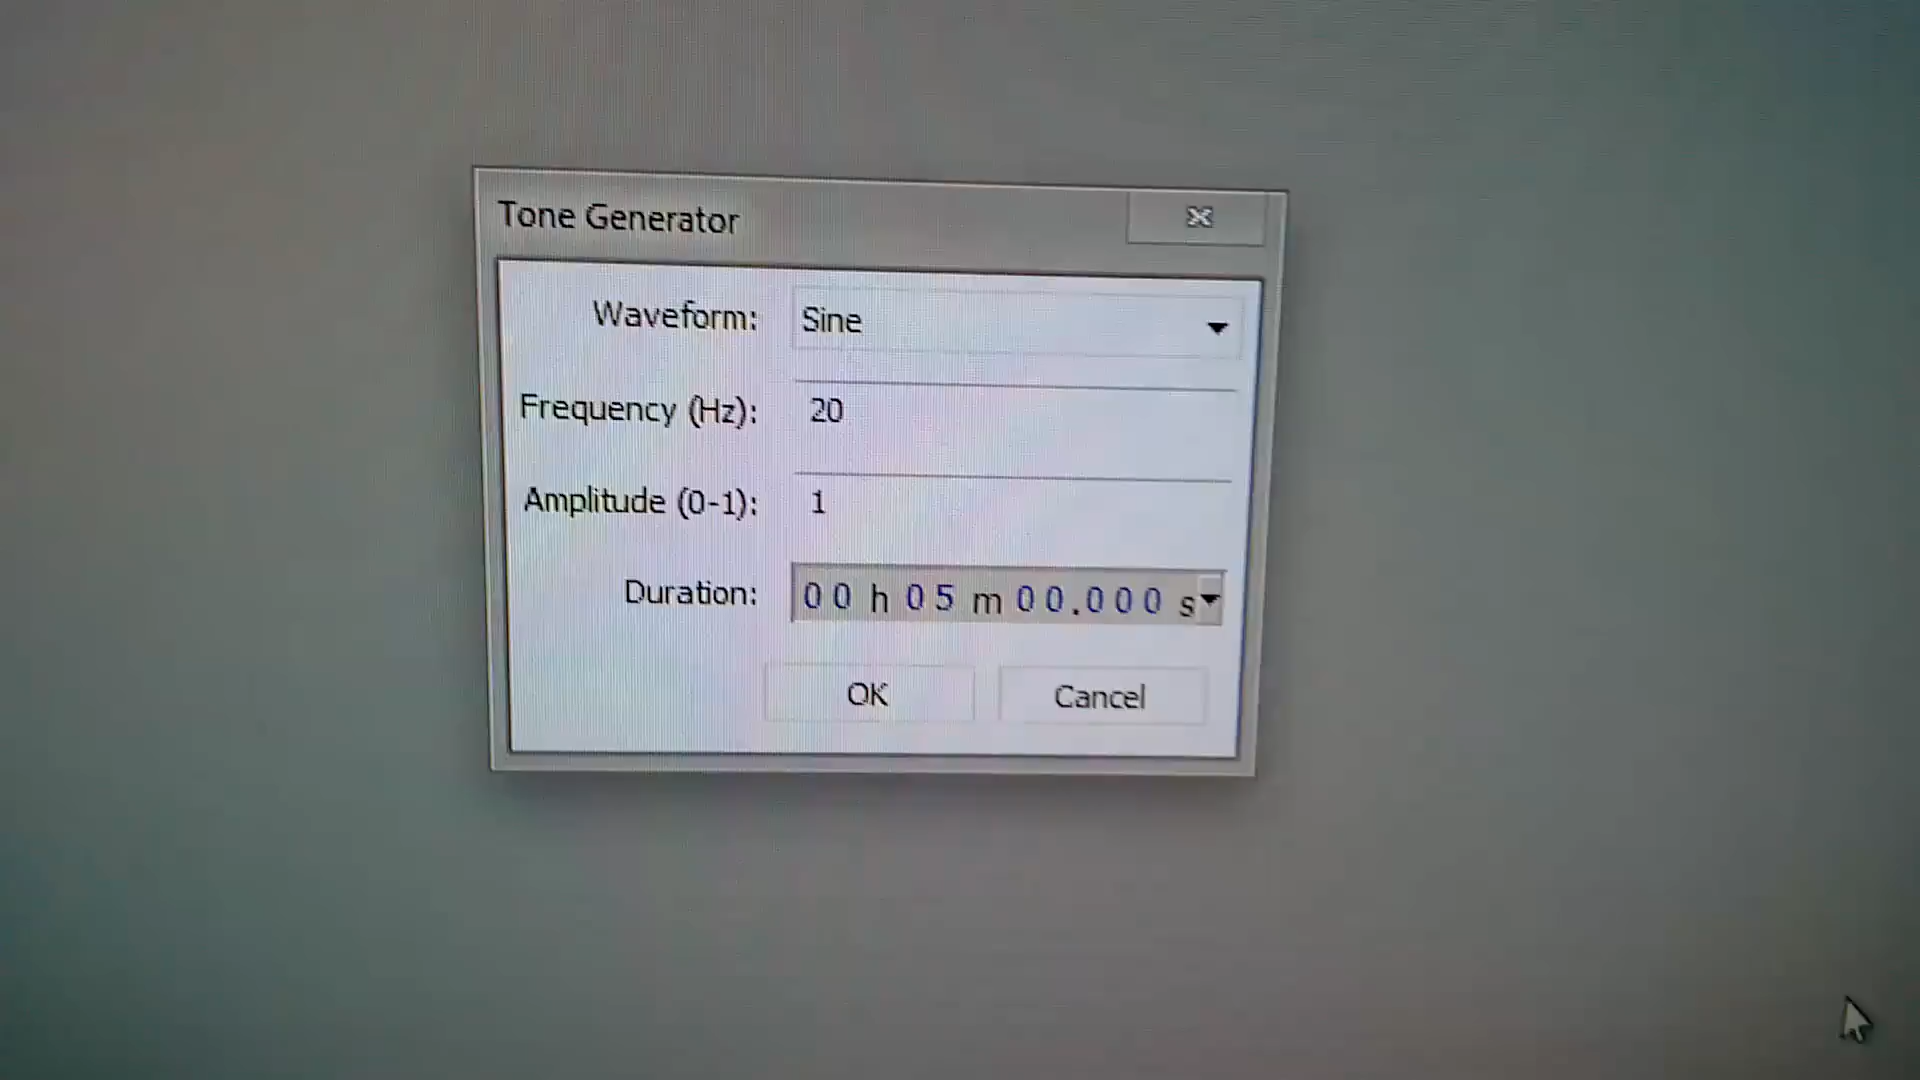 Tone Generator
Waveform: Sine
Frequency (Hz): 20
Amplitude (0-1): 1
Duration: 00 h 05 m 00.000 s
OK Cancel